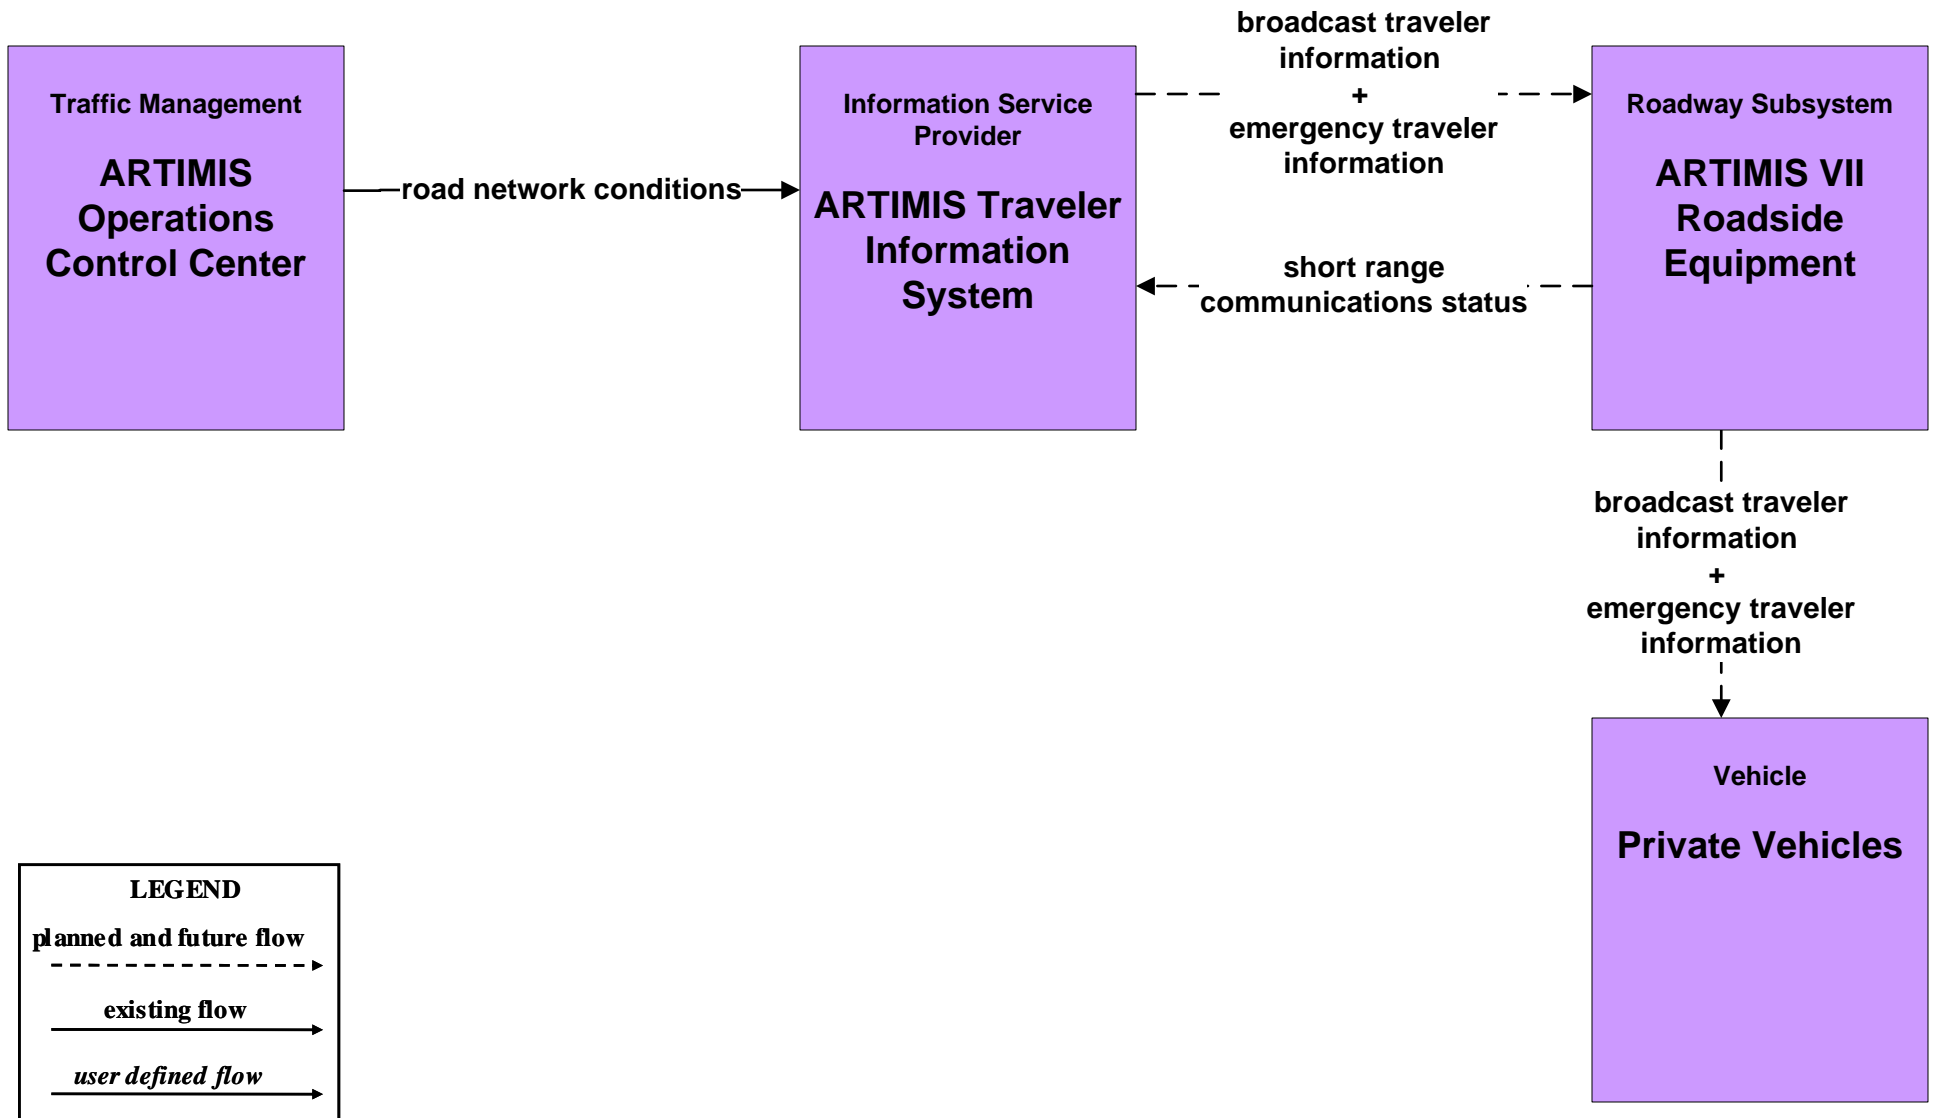 Traffic Management
ARTIMIS
Operations
Control Center
road network conditions
Information Service
Provider
ARTIMIS Traveler
Information
System
broadcast traveler
information
+
emergency traveler
information
short range
communications status
Roadway Subsystem
ARTIMIS VII
Roadside
Equipment
broadcast traveler
information
+
emergency traveler
information
Vehicle
Private Vehicles
LEGEND
planned and future flow
existing flow
user defined flow